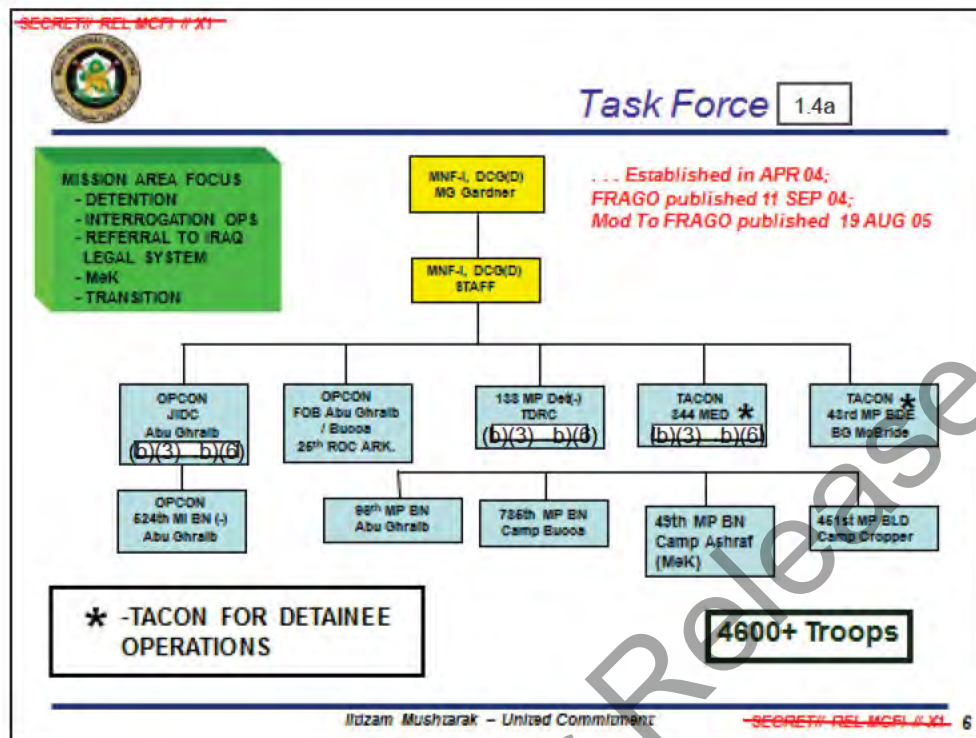 SECRET// REL MCFI // X1
MULTI-NATIONAL FORCE-IRAQ
Task Force 1.4a
MISSION AREA FOCUS
- DETENTION
- INTERROGATION OPS
- REFERRAL TO IRAQ
LEGAL SYSTEM
- MeK
- TRANSITION
MNF-I, DCG(D)
MG Gardner
. . . Established in APR 04;
FRAGO published 11 SEP 04;
Mod To FRAGO published 19 AUG 05
MNF-I, DCG(D)
STAFF
OPCON
JIDC
Abu Ghraib
(b)(3) b)(6)
OPCON
FOB Abu Ghraib
/ Bucca
25th ROC ARK.
TDRC
(b)(3) b)(6)
TACON
344 MED *
(b)(3) b)(6)
TACON *
43rd MP BDE
BG McBride
OPCON
524th MI BN (-)
Abu Ghraib
MP BN
Abu Ghraib
MP BN
Camp Bucca
49th MP BN
Camp Ashraf
(MeK)
451st MP BLD
Camp Cropper
* -TACON FOR DETAINEE
OPERATIONS
4600+ Troops
Release
Iltizam Mushtarak – United Commitment
SECRET// REL MCFI // X1 6